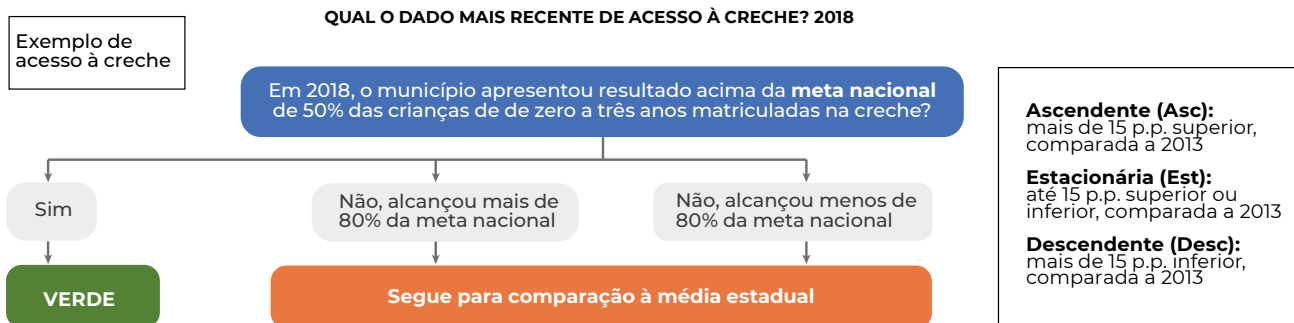 QUAL O DADO MAIS RECENTE DE ACESSO À CRECHE? 2018
Exemplo de
acesso à creche
Em 2018, o município apresentou resultado acima da meta nacional
de 50% das crianças de de zero a três anos matriculadas na creche?
Sim
Não, alcançou mais de
80% da meta nacional
Não, alcançou menos de
80% da meta nacional
VERDE
Segue para comparação à média estadual
Ascendente (Asc):
mais de 15 p.p. superior,
comparada a 2013
Estacionária (Est):
até 15 p.p. superior ou
inferior, comparada a 2013
Descendente (Desc):
mais de 15 p.p. inferior,
comparada a 2013